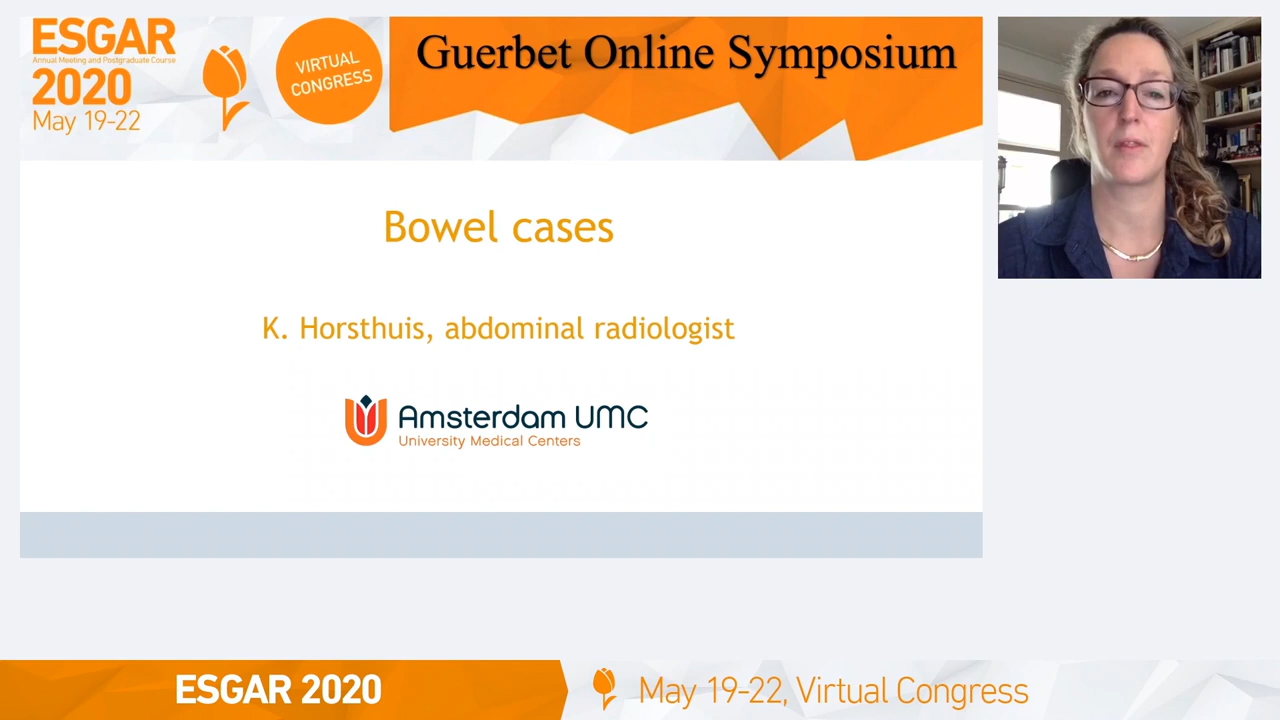 ESGAR
Annual Meeting and Postgraduate Course
2020
May 19-22
VIRTUAL
CONGRESS
Guerbet Online Symposium
Bowel cases
K. Horsthuis, abdominal radiologist
Amsterdam UMC
University Medical Centers
ESGAR 2020
May 19-22, Virtual Congress